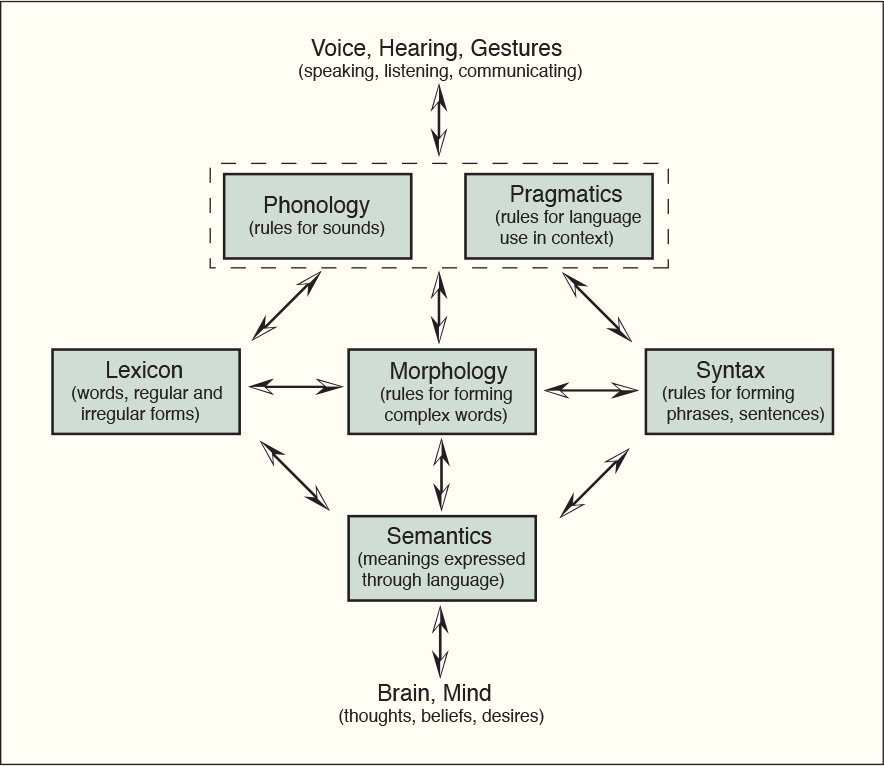 Voice, Hearing, Gestures
(speaking, listening, communicating)
Phonology
(rules for sounds)
Pragmatics
(rules for language
use in context)
Lexicon
(words, regular and
irregular forms)
Morphology
(rules for forming
complex words)
Syntax
(rules for forming
phrases, sentences)
Semantics
(meanings expressed
through language)
Brain, Mind
(thoughts, beliefs, desires)